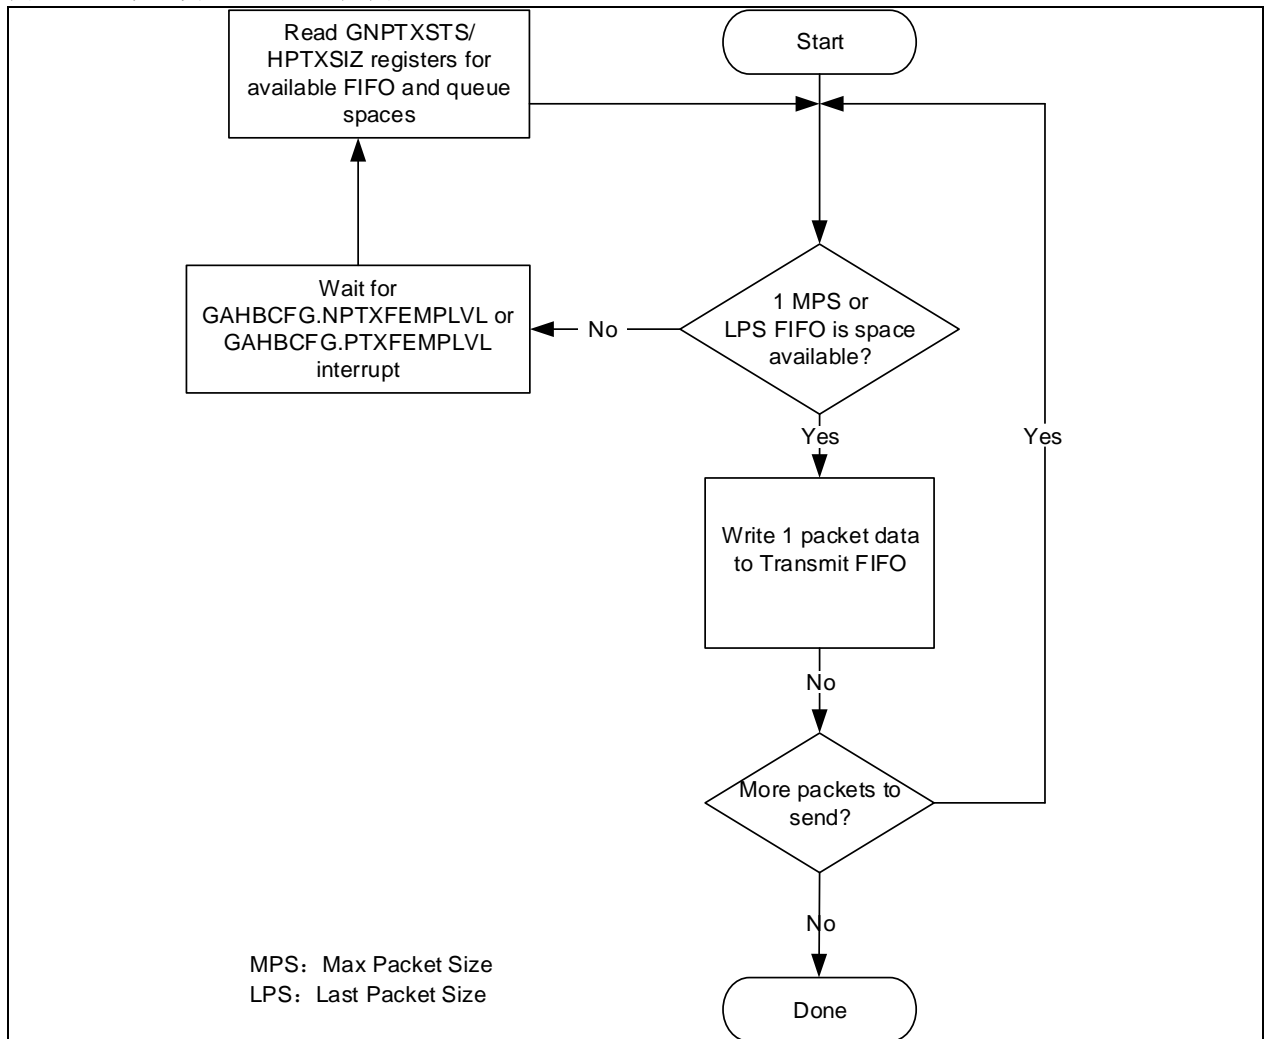 Read GNPTXSTS/
HPTXSIZ registers for
available FIFO and queue
spaces
Start
Wait for
GAHBCFG.NPTXFEMPLVL or
GAHBCFG.PTXFEMPLVL
interrupt
No
1 MPS or
LPS FIFO is space
available?
Yes
Yes
Write 1 packet data
to Transmit FIFO
No
More packets to
send?
No
MPS：Max Packet Size
LPS：Last Packet Size
Done